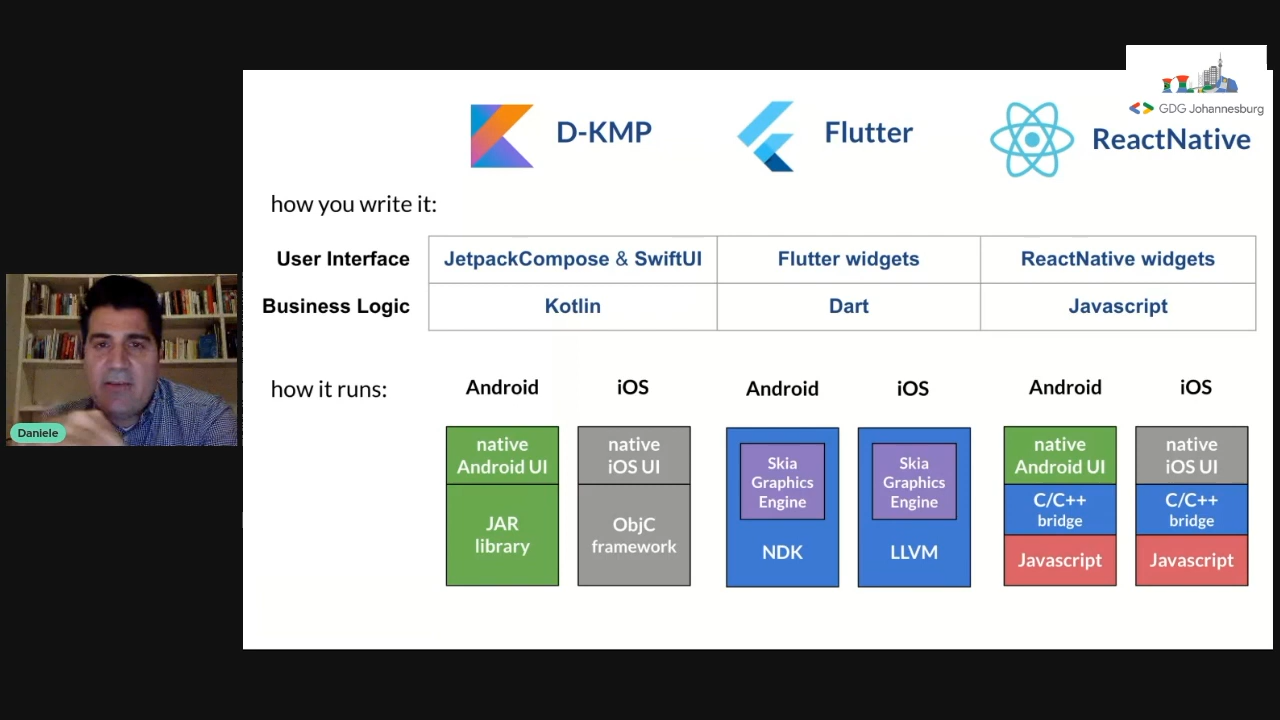 GDG Johannesburg
D-KMP
Flutter
ReactNative
how you write it:
User Interface
JetpackCompose & SwiftUI
Flutter widgets
ReactNative widgets
Business Logic
Kotlin
Dart
Javascript
how it runs:
Android
iOS
Android
iOS
Android
iOS
native
Android UI
JAR
library
native
iOS UI
ObjC
framework
Skia
Graphics
Engine
NDK
Skia
Graphics
Engine
LLVM
native
Android UI
C/C++
bridge
Javascript
native
iOS UI
C/C++
bridge
Javascript
Daniele